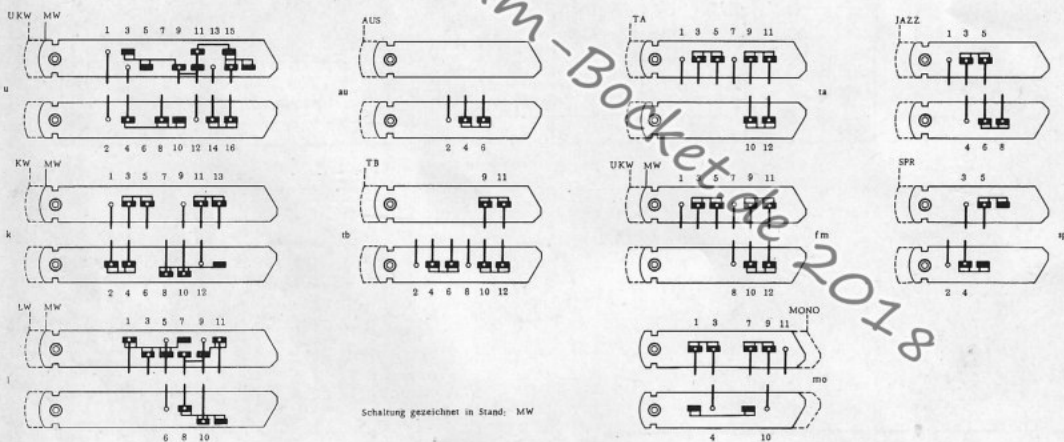 UKW MW
1 3 5 7 9 11 13 15
u
2 4 6 8 10 12 14 16
KW MW
1 3 5 7 9 11 13
k
2 4 6 8 10 12
LW MW
1 3 5 7 9 11
l
6 8 10
AUS
au
2 4 6
TB
9 11
tb
2 4 6 8 10 12
Schaltung gezeichnet in Stand: MW
TA
1 3 5 7 9 11
ta
10 12
UKW MW
1 3 5 7 9 11
fm
8 10 12
MONO
1 3 7 9 11
mo
4 10
JAZZ
1 3 5
4 6 8
SPR
3 5
sp
2 4
m-Bocket.de 2018